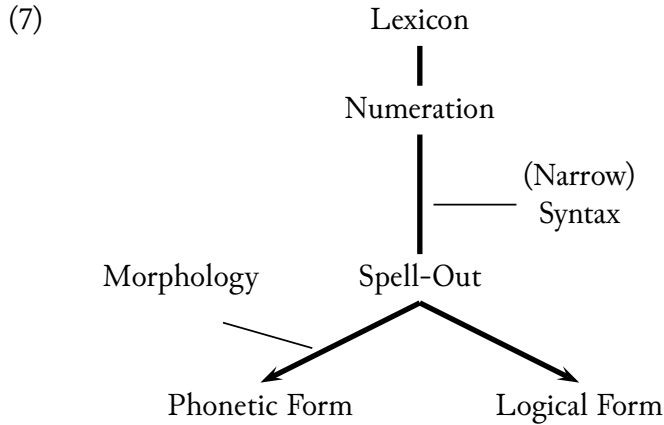 (7)
Lexicon
Numeration
(Narrow)
Syntax
Morphology
Spell-Out
Phonetic Form
Logical Form